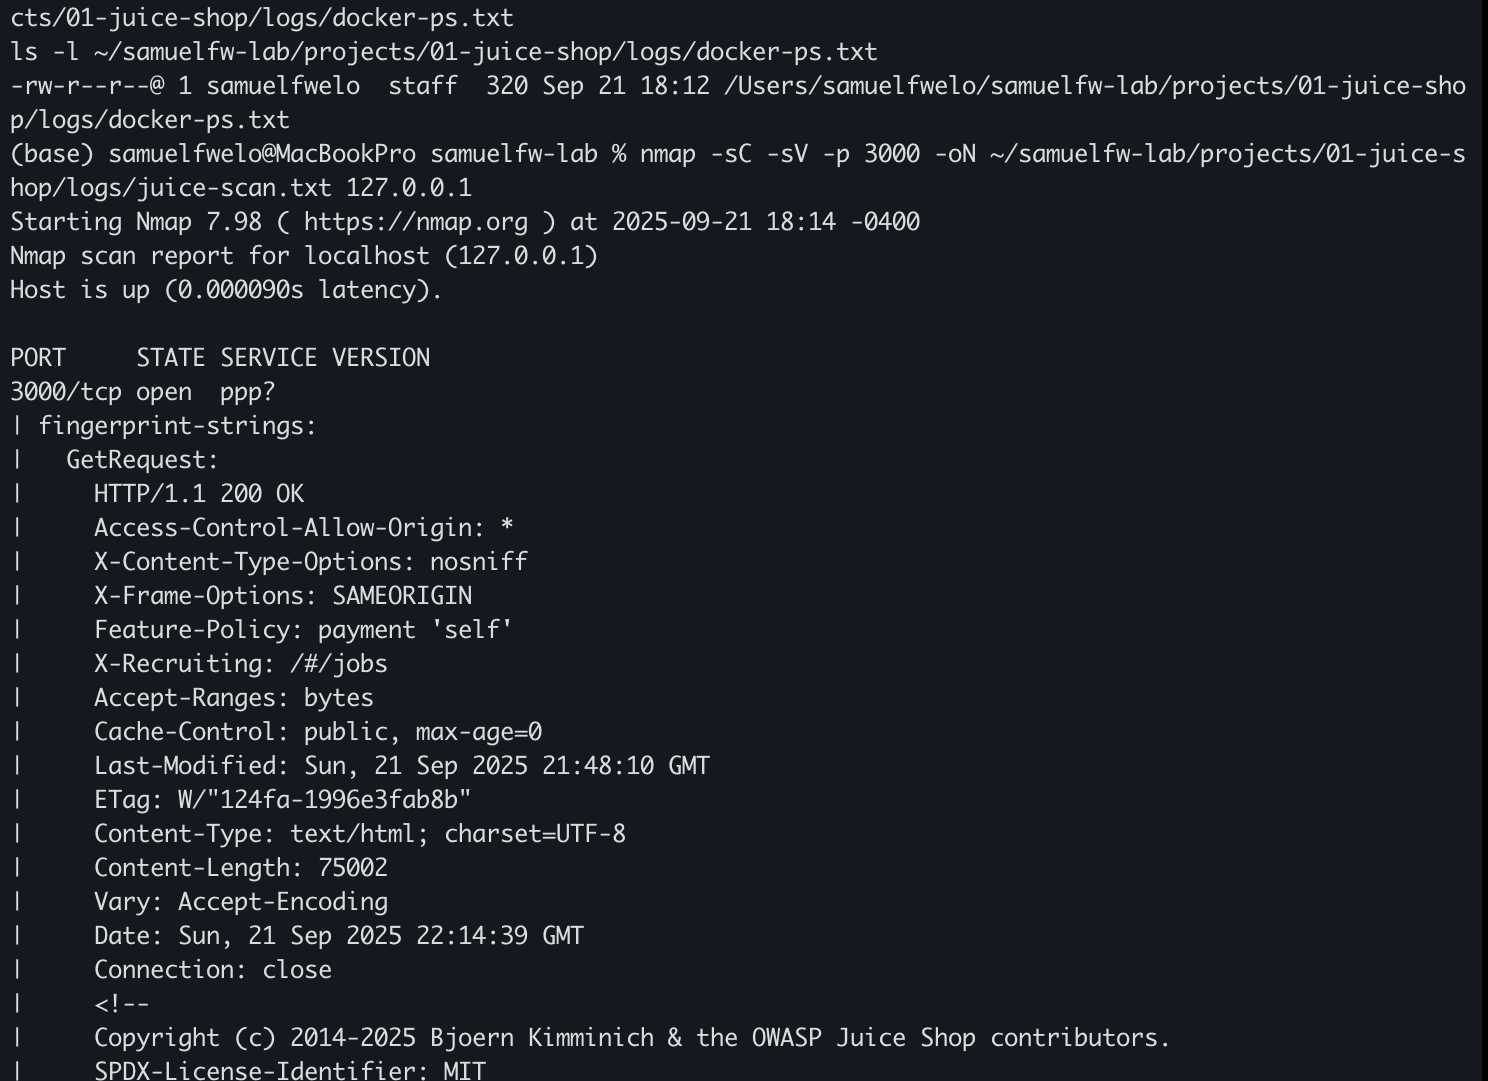 cts/01-juice-shop/logs/docker-ps.txt
ls -l ~/samuelfw-lab/projects/01-juice-shop/logs/docker-ps.txt
-rw-r--r--@ 1 samuelfwelo  staff  320 Sep 21 18:12 /Users/samuelfwelo/samuelfw-lab/projects/01-juice-sho
p/logs/docker-ps.txt
(base) samuelfwelo@MacBookPro samuelfw-lab % nmap -sC -sV -p 3000 -oN ~/samuelfw-lab/projects/01-juice-s
hop/logs/juice-scan.txt 127.0.0.1
Starting Nmap 7.98 ( https://nmap.org ) at 2025-09-21 18:14 -0400
Nmap scan report for localhost (127.0.0.1)
Host is up (0.000090s latency).

PORT     STATE SERVICE VERSION
3000/tcp open  ppp?
| fingerprint-strings:
|   GetRequest:
|     HTTP/1.1 200 OK
|     Access-Control-Allow-Origin: *
|     X-Content-Type-Options: nosniff
|     X-Frame-Options: SAMEORIGIN
|     Feature-Policy: payment 'self'
|     X-Recruiting: /#/jobs
|     Accept-Ranges: bytes
|     Cache-Control: public, max-age=0
|     Last-Modified: Sun, 21 Sep 2025 21:48:10 GMT
|     ETag: W/"124fa-1996e3fab8b"
|     Content-Type: text/html; charset=UTF-8
|     Content-Length: 75002
|     Vary: Accept-Encoding
|     Date: Sun, 21 Sep 2025 22:14:39 GMT
|     Connection: close
|     <!--
|     Copyright (c) 2014-2025 Bjoern Kimminich & the OWASP Juice Shop contributors.
|     SPDX-License-Identifier: MIT